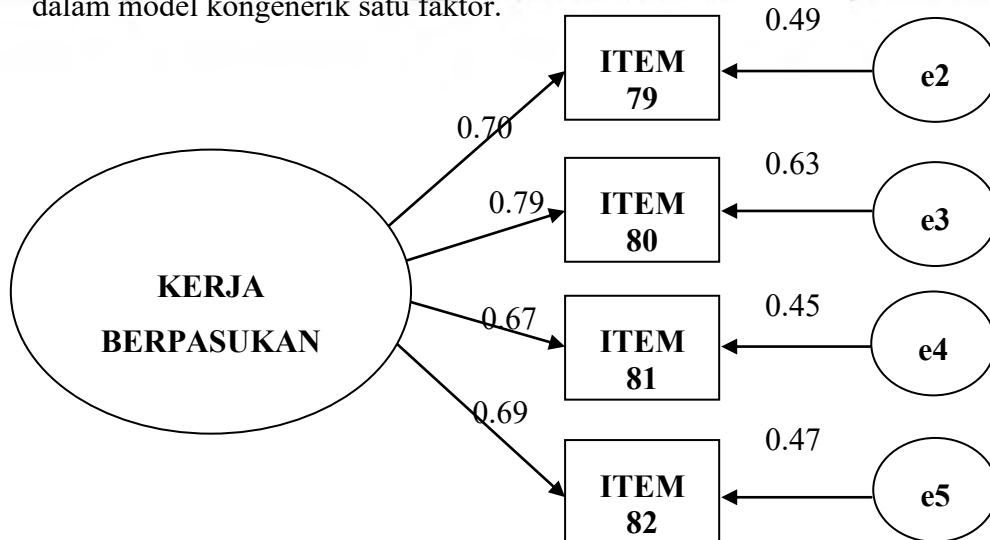 dalam model kongenerik satu faktor.
0.49
ITEM
79
e2
0.70
0.63
ITEM
80
e3
0.79
KERJA
BERPASUKAN
0.45
ITEM
81
e4
0.67
0.47
ITEM
82
e5
0.69